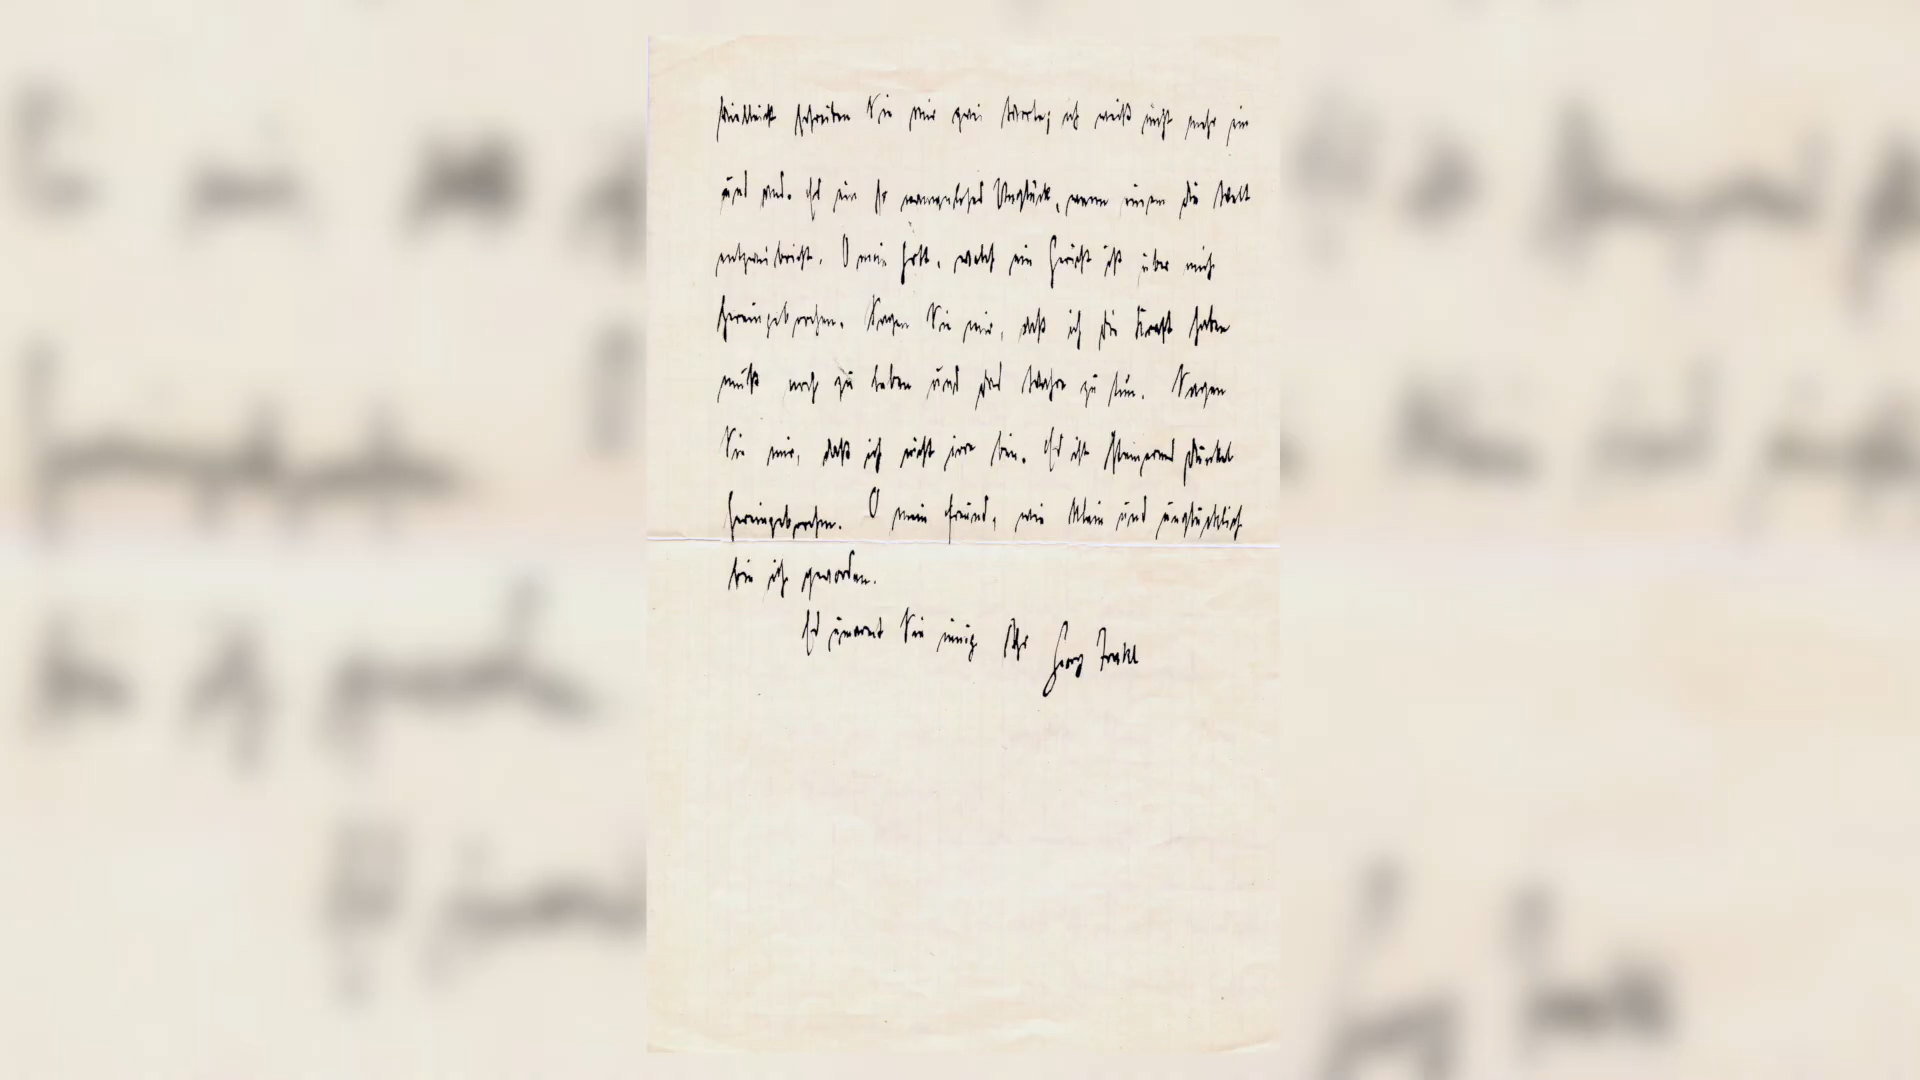 Vielleicht schreiben Sie mir zwei Worte; ich weiß nicht mehr ein
und aus. Es ein so namenloses Unglück, wenn einem die Welt
entzweibricht. O mein Gott, welch ein Gericht ist über mich
hereingebrochen. Sagen Sie mir, daß ich die Kraft haben
muß noch zu leben und das Wahre zu tun. Sagen
Sie mir, daß ich nicht irre bin. Es ist steinernes Dunkel
hereingebrochen. O mein Freund, wie klein und unglücklich
bin ich geworden.
Es umarmt Sie innig Ihr Georg Trakl